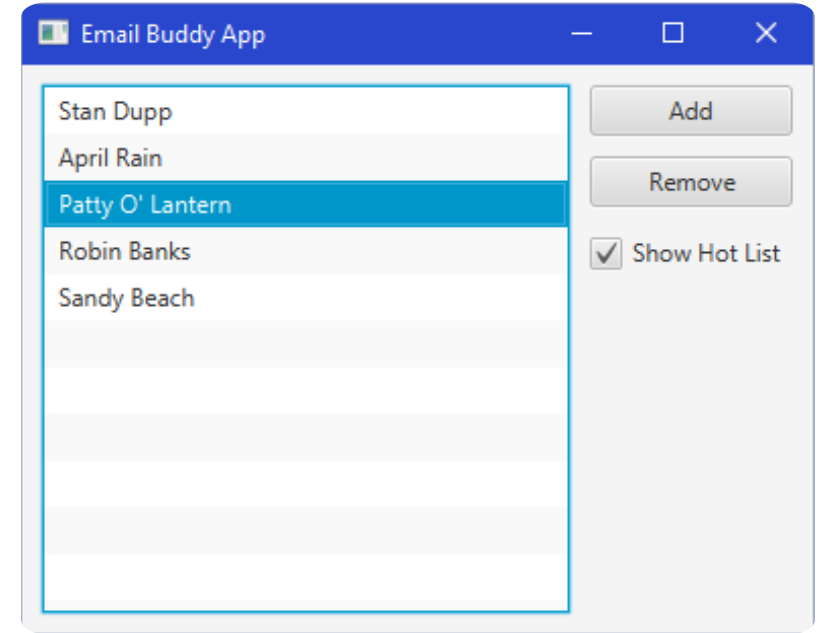 Email Buddy App
Stan Dupp
April Rain
Patty O' Lantern
Robin Banks
Sandy Beach
Add
Remove
Show Hot List